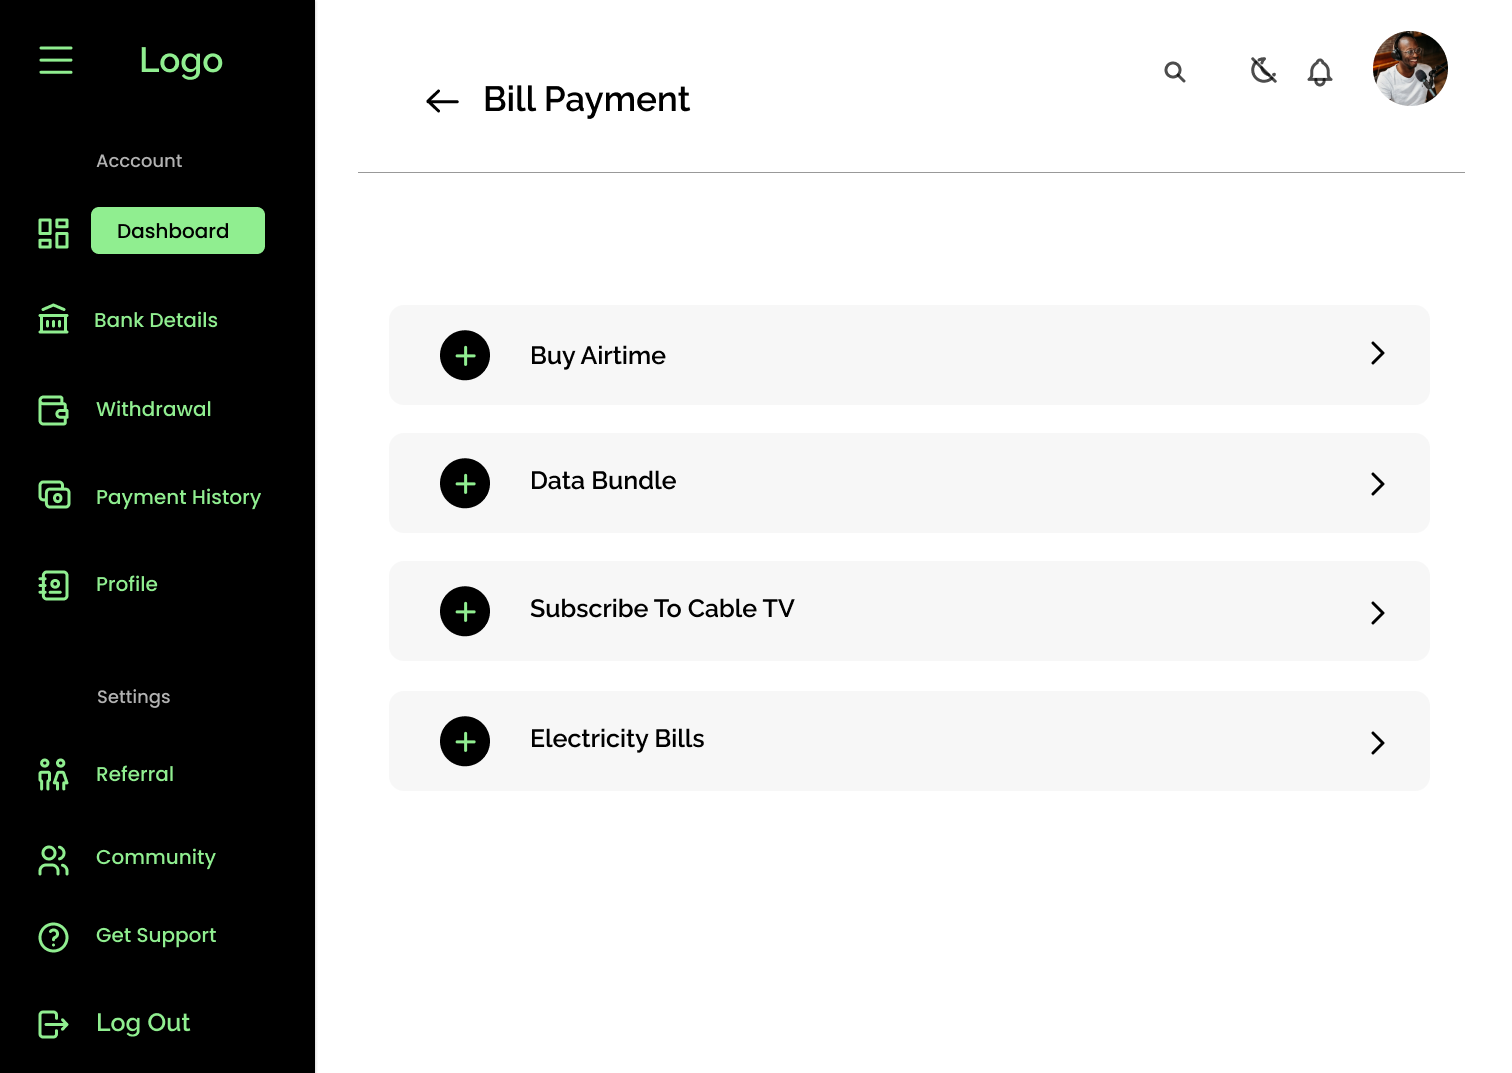 Logo
Acccount
Dashboard
Bank Details
Withdrawal
Payment History
Profile
Settings
Referral
Community
Get Support
Log Out
Bill Payment
Buy Airtime
Data Bundle
Subscribe To Cable TV
Electricity Bills